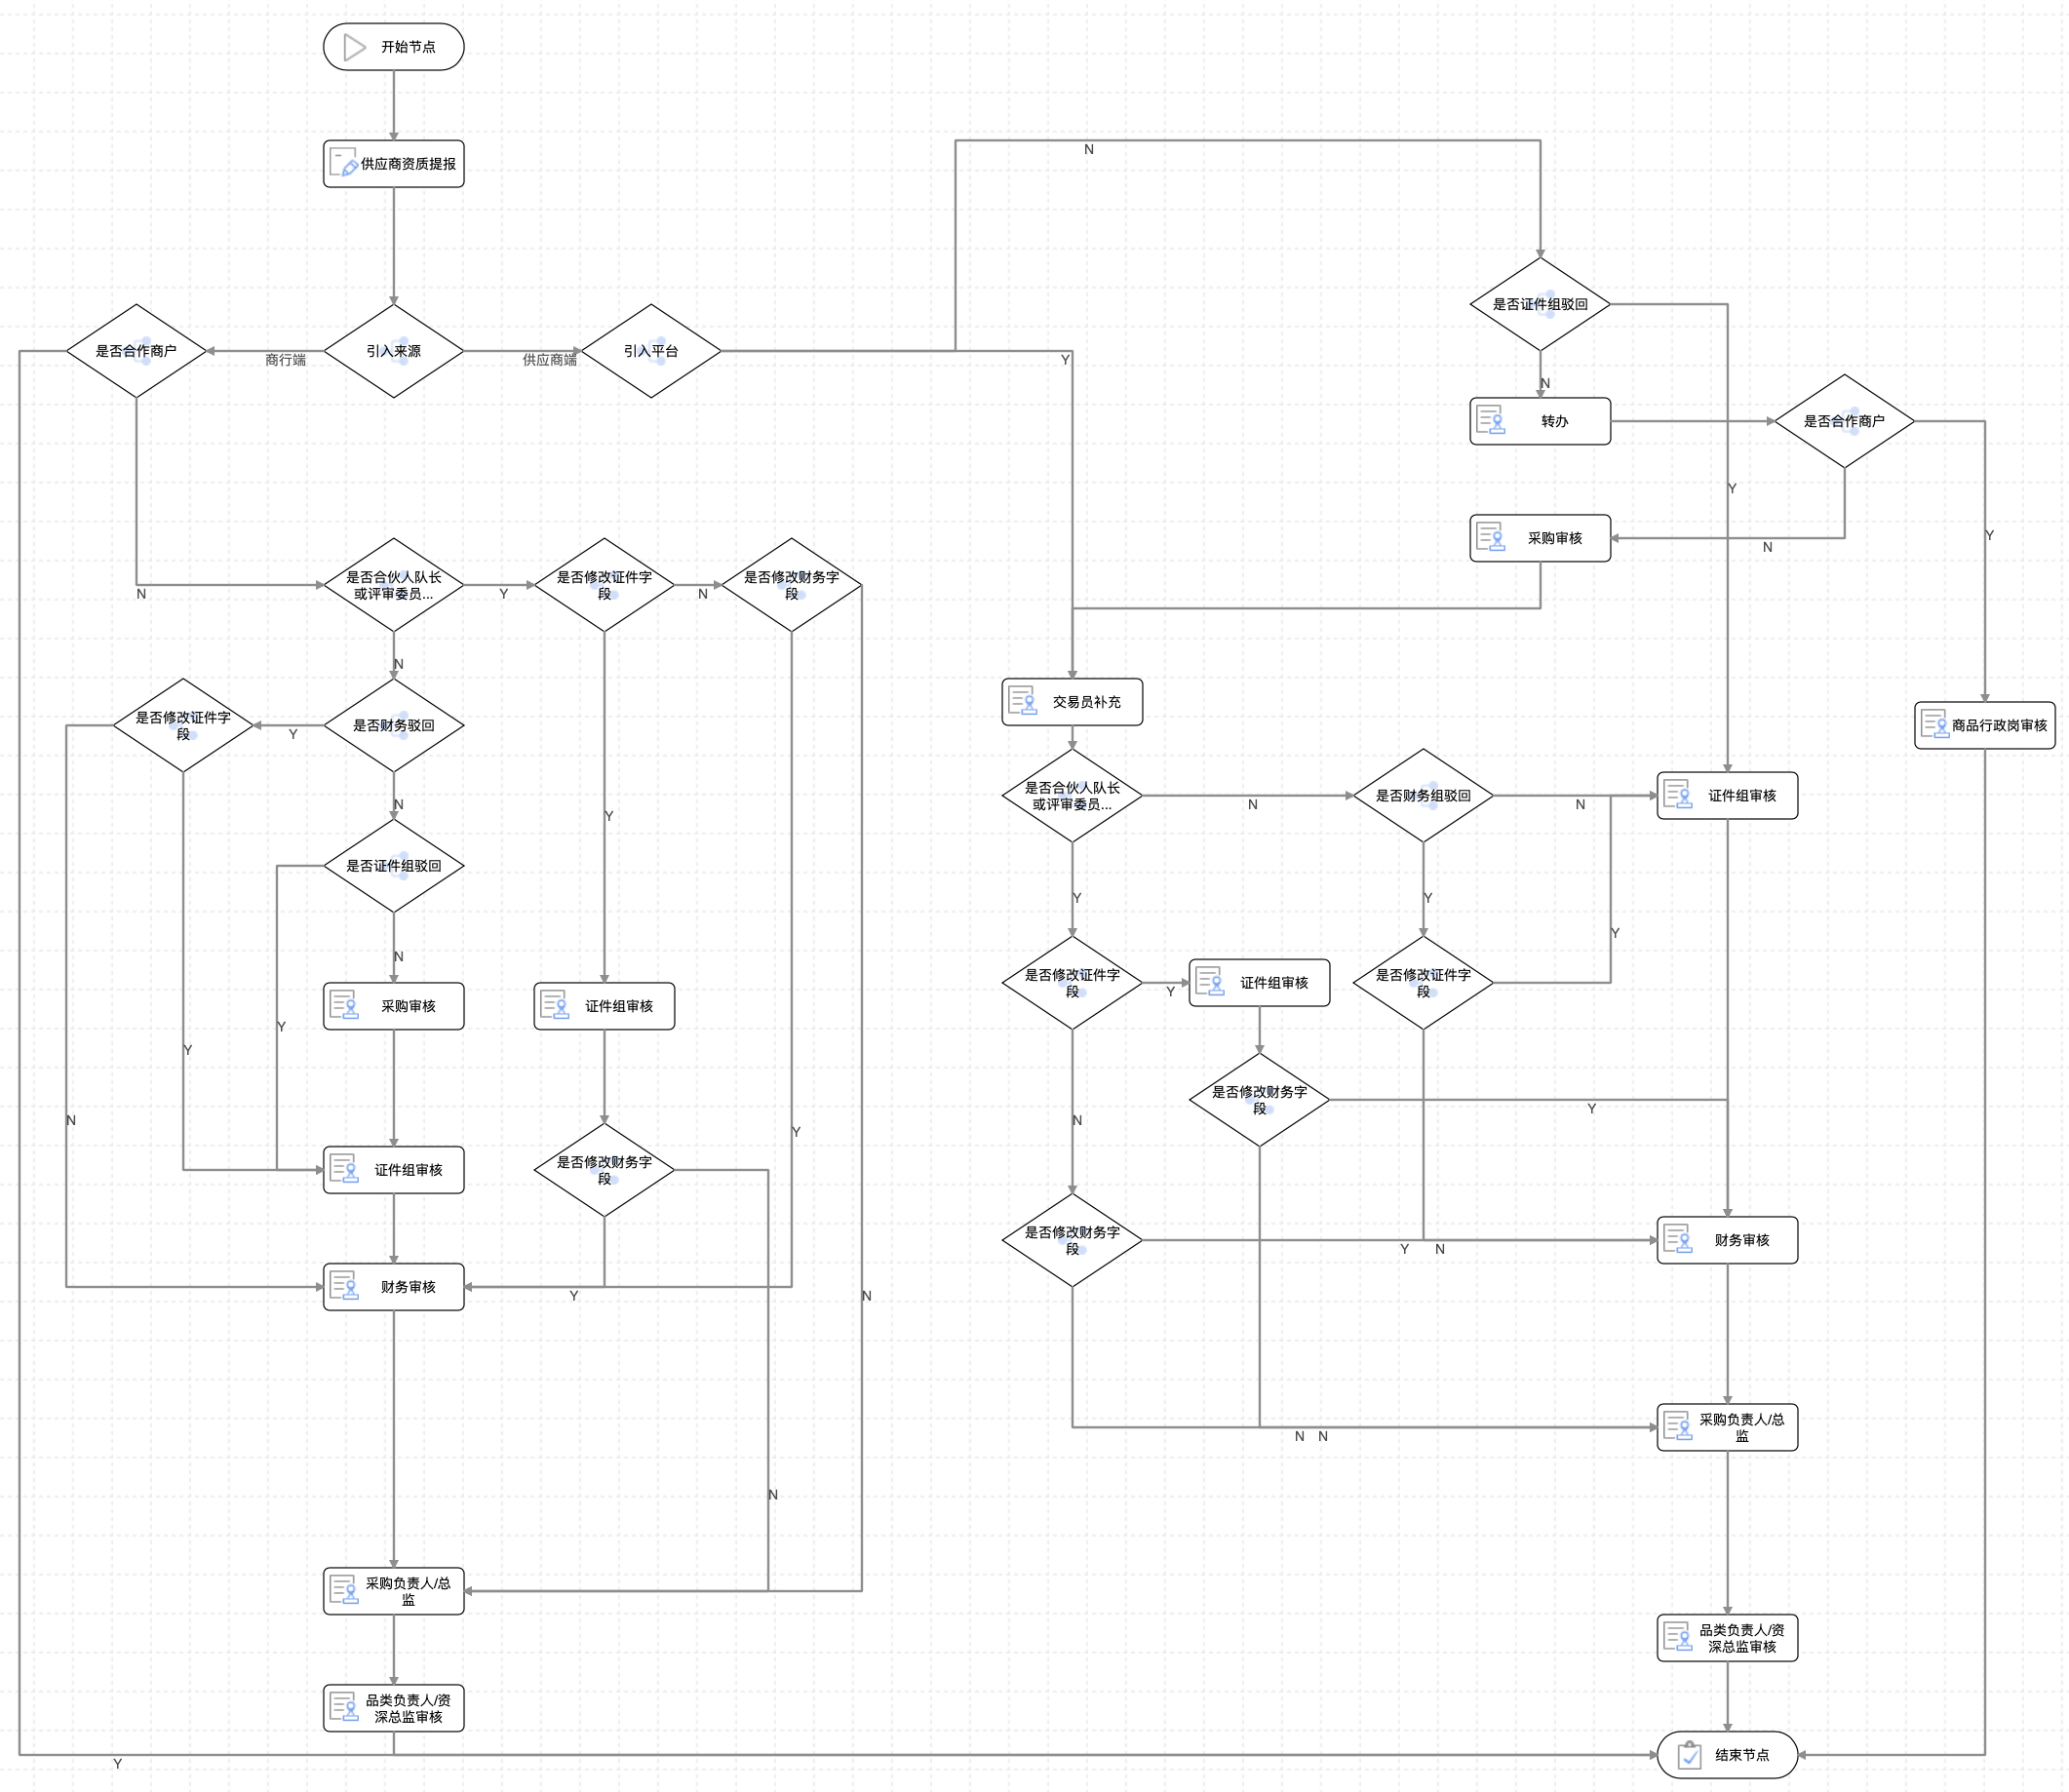 开始节点
供应商资质提报
N
是否证件组驳回
是否合作商户
商行端
引入来源
供应商端
引入平台
Y
N
转办
是否合作商户
Y
采购审核
N
Y
N
是否合伙人队长
或评审委员...
Y
是否修改证件字
段
N
是否修改财务字
段
N
是否修改证件字
段
Y
是否财务驳回
交易员补充
商品行政岗审核
N
Y
是否合伙人队长
或评审委员...
N
是否财务组驳回
N
证件组审核
是否证件组驳回
Y
Y
Y
N
采购审核
证件组审核
是否修改证件字
段
Y
证件组审核
是否修改证件字
段
Y
Y
N
Y
N
是否修改财务字
段
Y
证件组审核
是否修改财务字
段
是否修改财务字
段
Y
N
财务审核
财务审核
Y
N
N
N
采购负责人/总
监
N
采购负责人/总
监
品类负责人/资
深总监审核
品类负责人/资
深总监审核
Y
结束节点